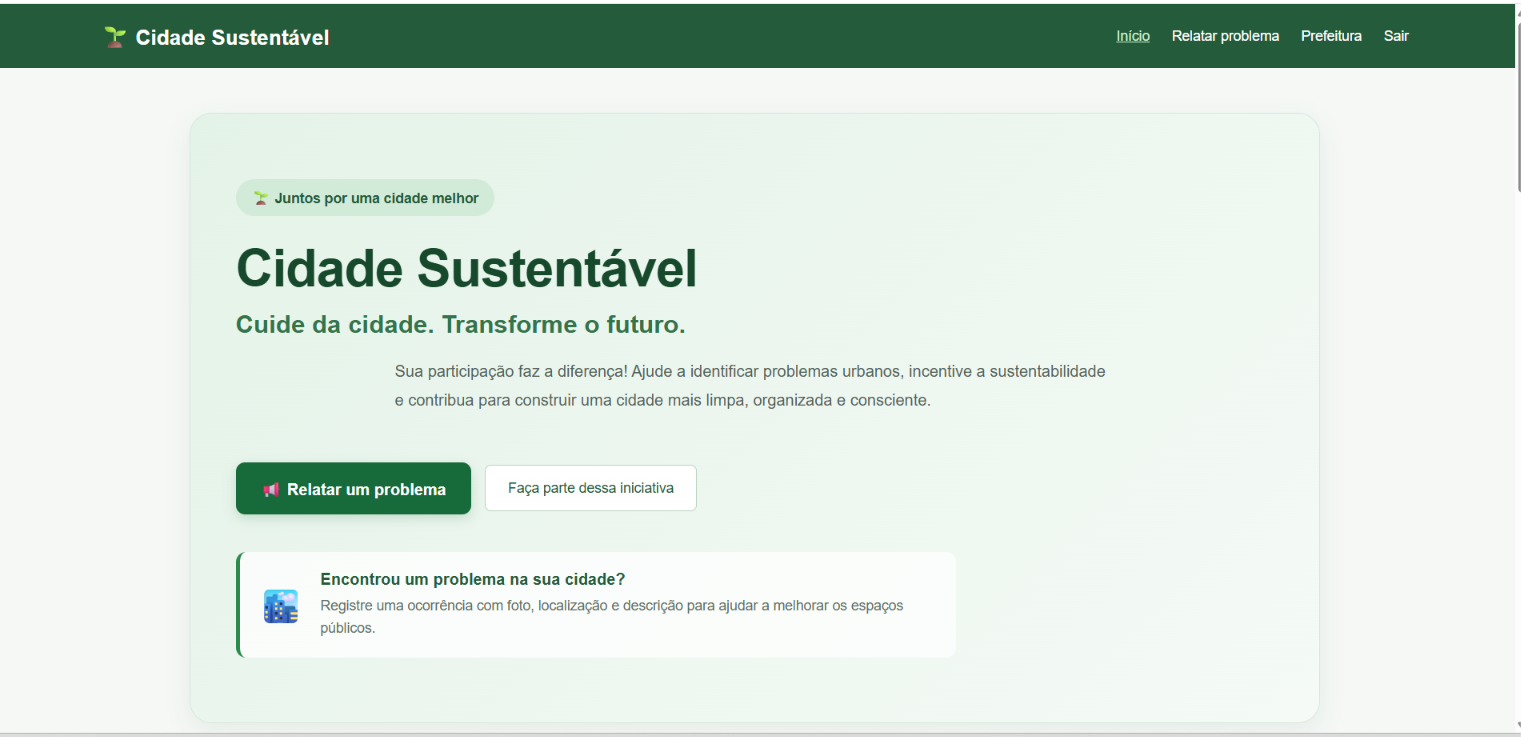 Cidade Sustentável
Início Relatar problema Prefeitura Sair
Juntos por uma cidade melhor
Cidade Sustentável
Cuide da cidade. Transforme o futuro.
Sua participação faz a diferença! Ajude a identificar problemas urbanos, incentive a sustentabilidade
e contribua para construir uma cidade mais limpa, organizada e consciente.
Relatar um problema
Faça parte dessa iniciativa
Encontrou um problema na sua cidade?
Registre uma ocorrência com foto, localização e descrição para ajudar a melhorar os espaços
públicos.